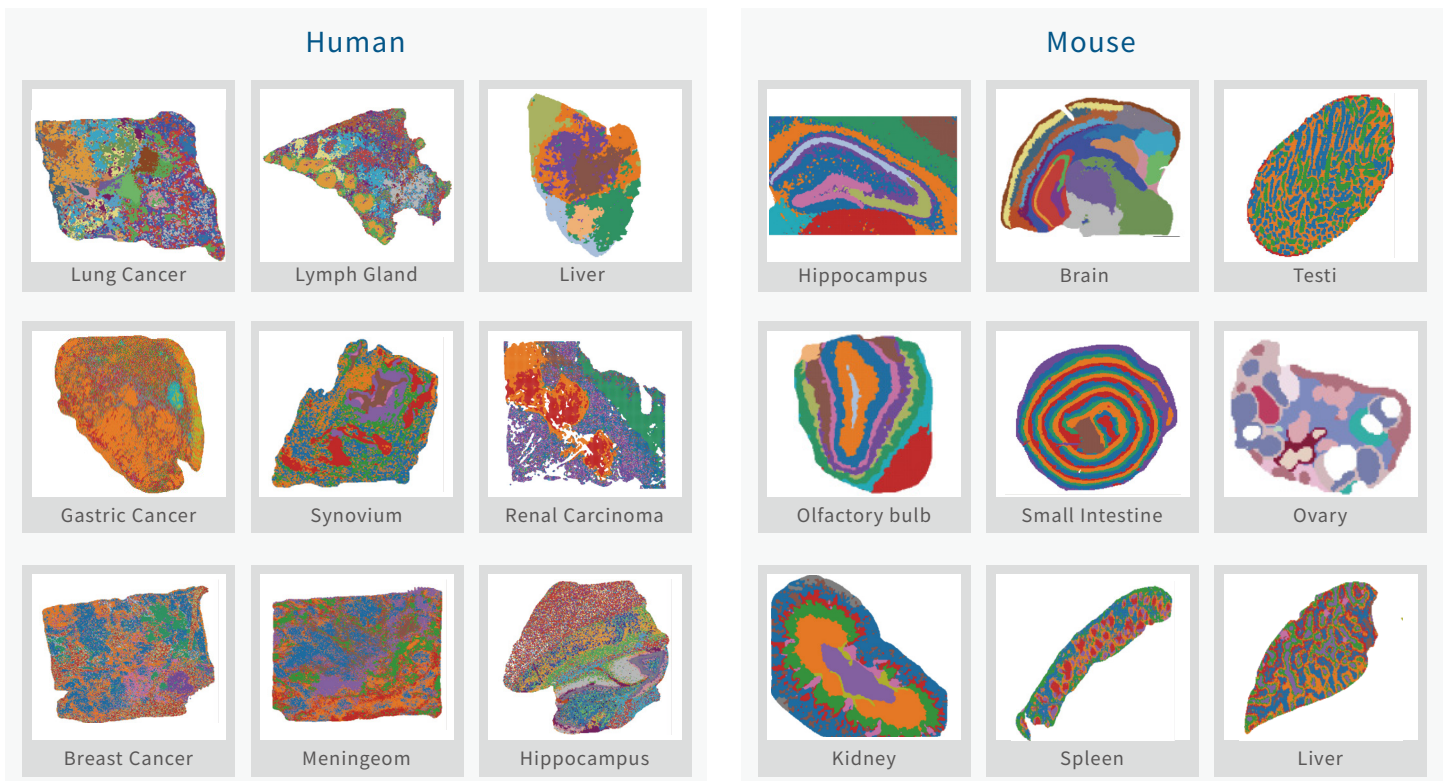 Human
Lung Cancer
Lymph Gland
Liver
Gastric Cancer
Synovium
Renal Carcinoma
Breast Cancer
Meningeom
Hippocampus
Mouse
Hippocampus
Brain
Testi
Olfactory bulb
Small Intestine
Ovary
Kidney
Spleen
Liver